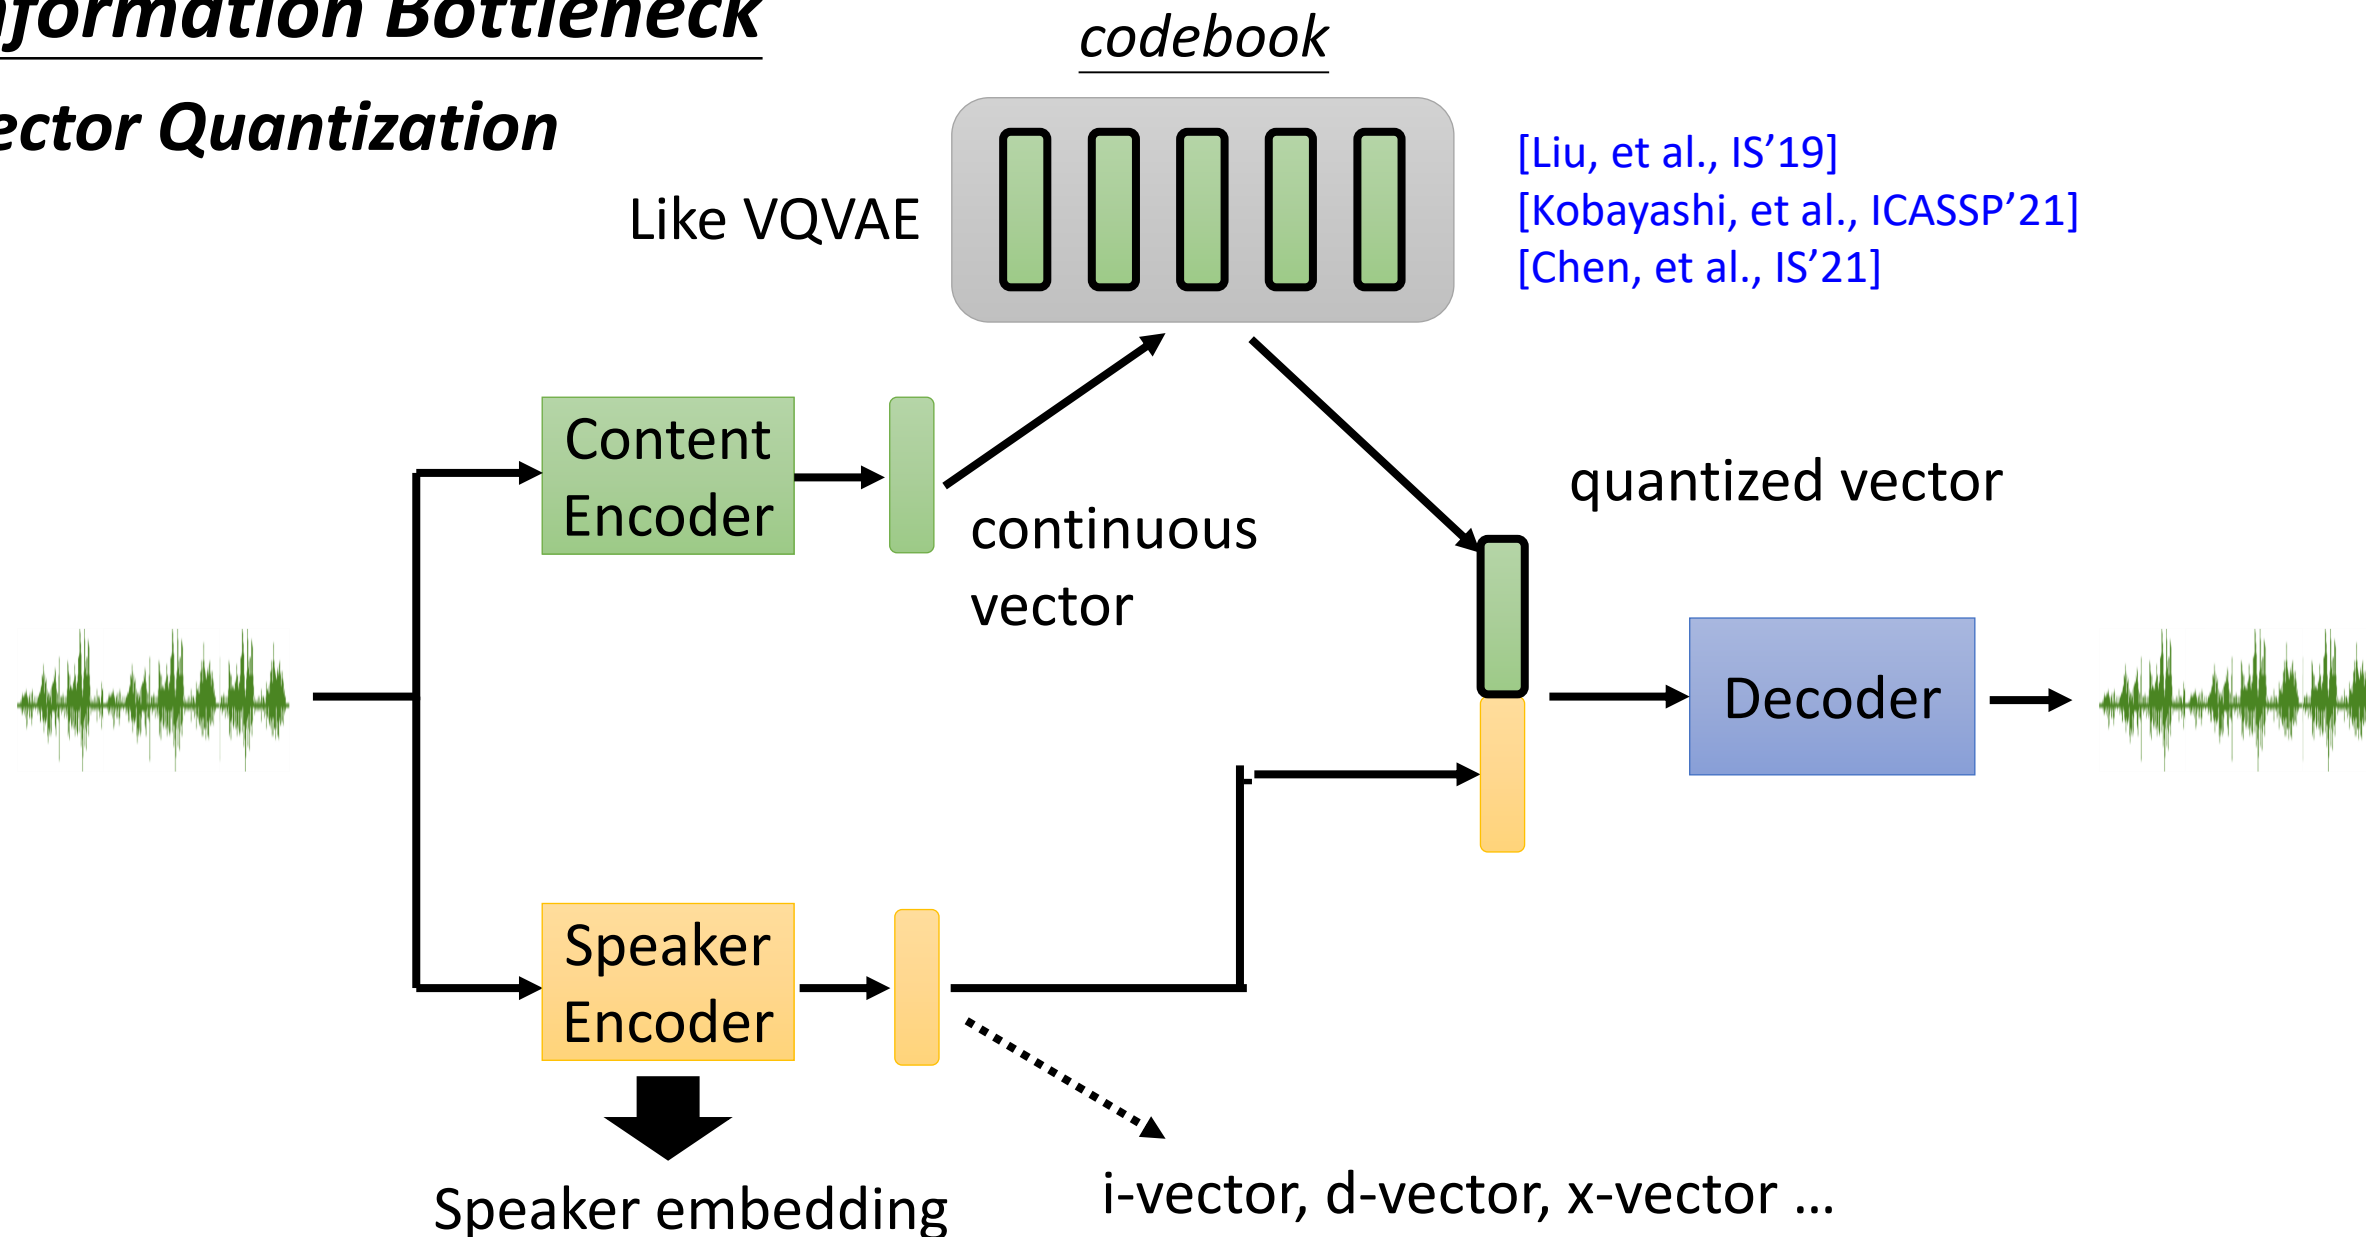 nformation Bottleneck
ector Quantization
codebook
Like VQVAE
[Liu, et al., IS’19]
[Kobayashi, et al., ICASSP’21]
[Chen, et al., IS’21]
Content
Encoder
continuous
vector
quantized vector
Decoder
Speaker
Encoder
Speaker embedding
i-vector, d-vector, x-vector ...